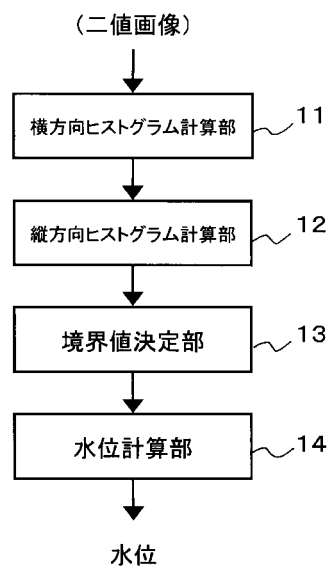 (二値画像)
横方向ヒストグラム計算部 11
縦方向ヒストグラム計算部 12
境界値決定部 13
水位計算部 14
水位